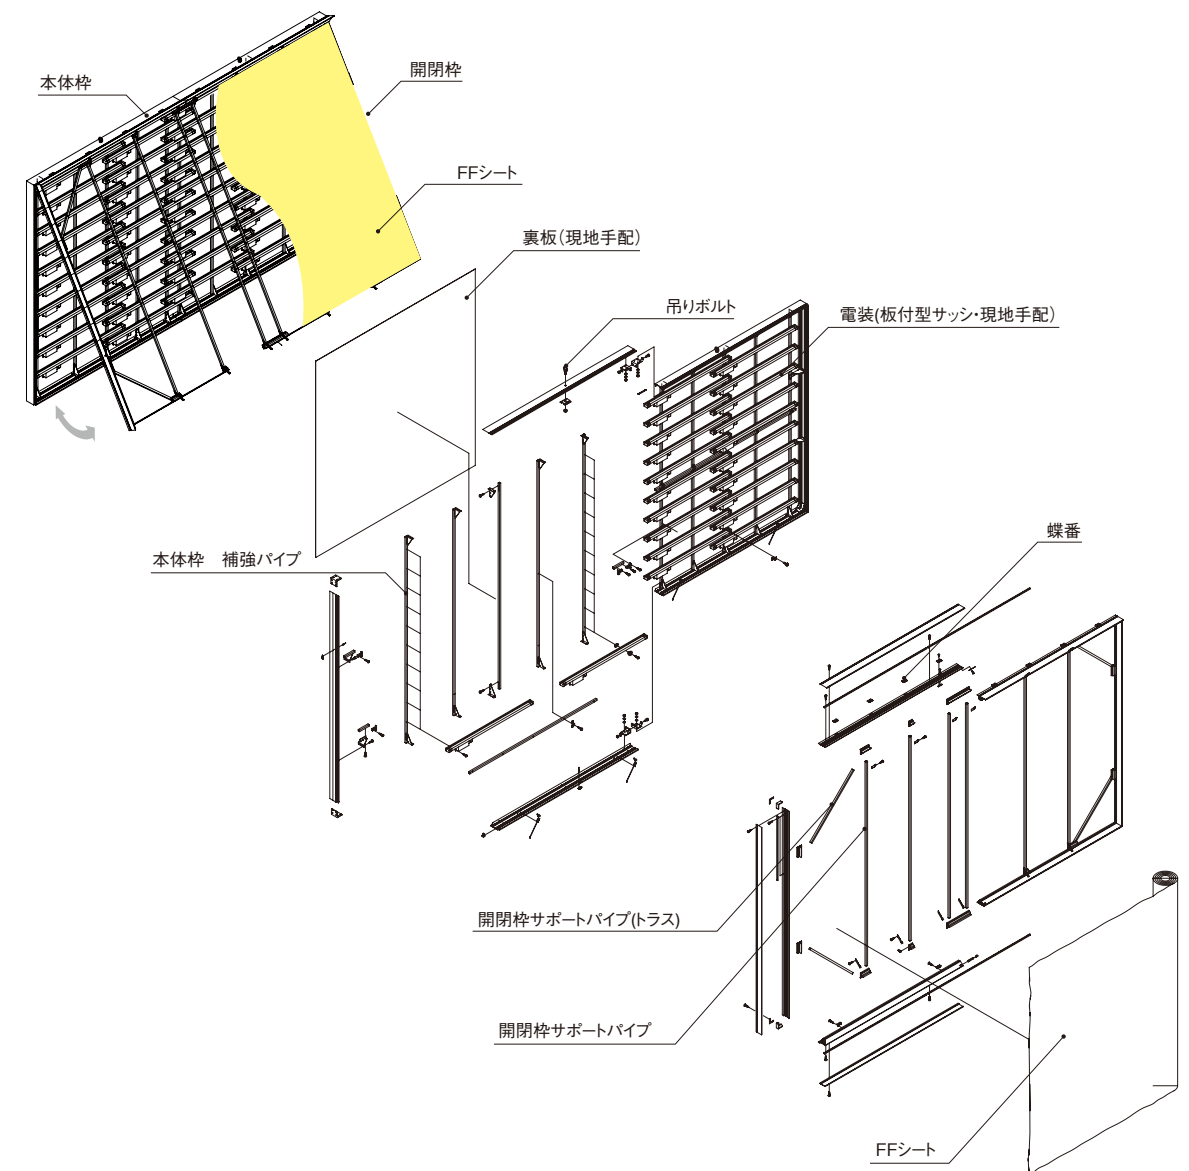 開閉枠
本体枠
FFシート
裏板(現地手配)
吊りボルト
電装(板付型サッシ・現地手配)
蝶番
本体枠　補強パイプ
開閉枠サポートパイプ(トラス)
開閉枠サポートパイプ
FFシート